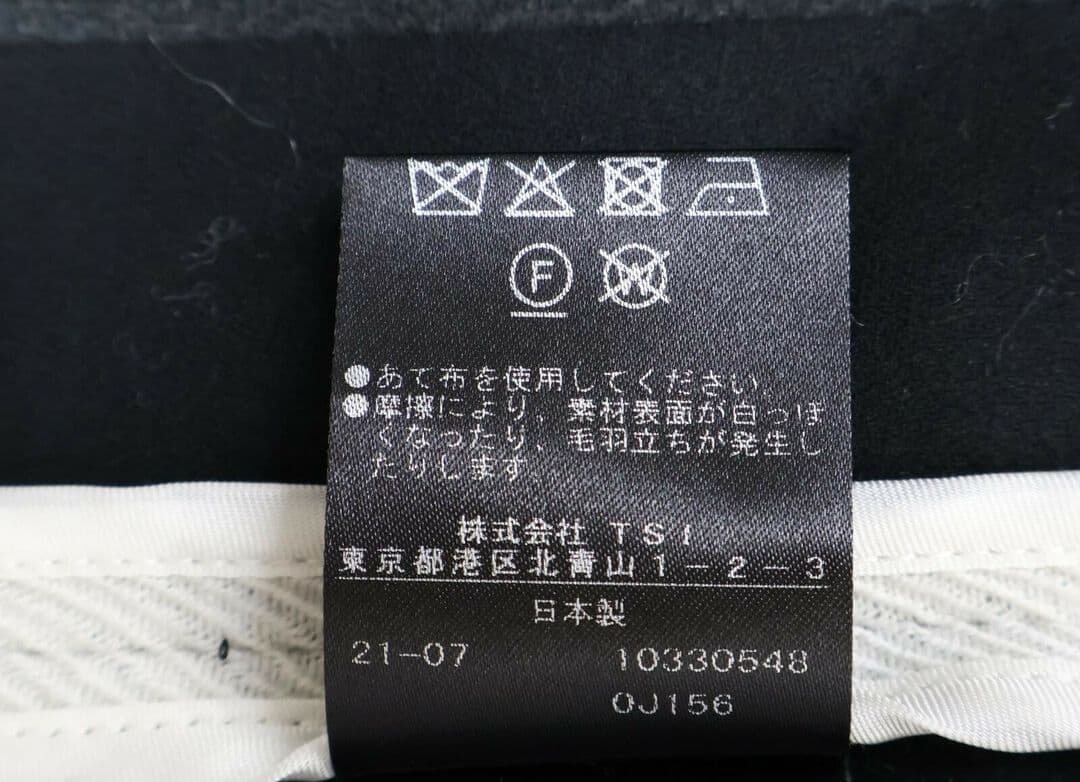 F W
●あて布を使用してください。
●摩擦により、素材表面が白っぽ
くなったり、毛羽立ちが発生し
たりします。
株式会社 TSI
東京都港区北青山1-2-3
日本製
21-07 10330548
0J156